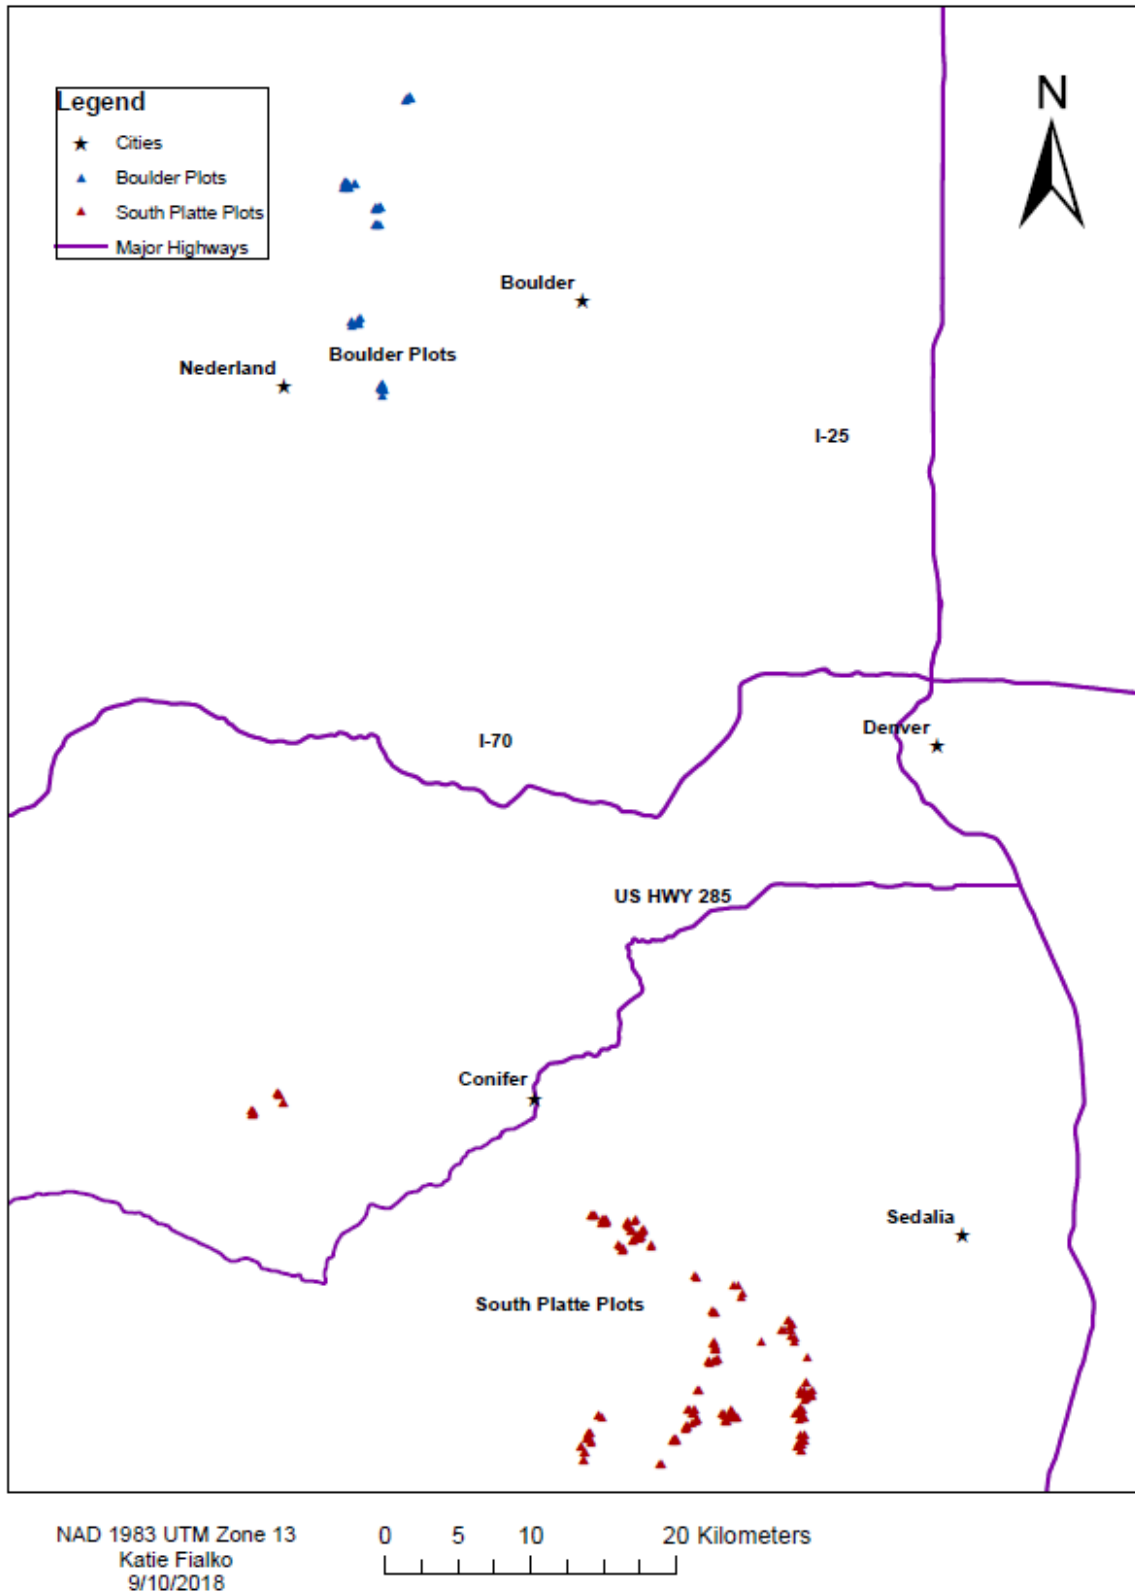 Legend
Cities
Boulder Plots
South Platte Plots
Major Highways
N
Boulder
Boulder Plots
Nederland
I-25
Denver
I-70
US HWY 285
Conifer
Sedalia
South Platte Plots
NAD 1983 UTM Zone 13
Katie Fialko
9/10/2018
0 5 10 20 Kilometers